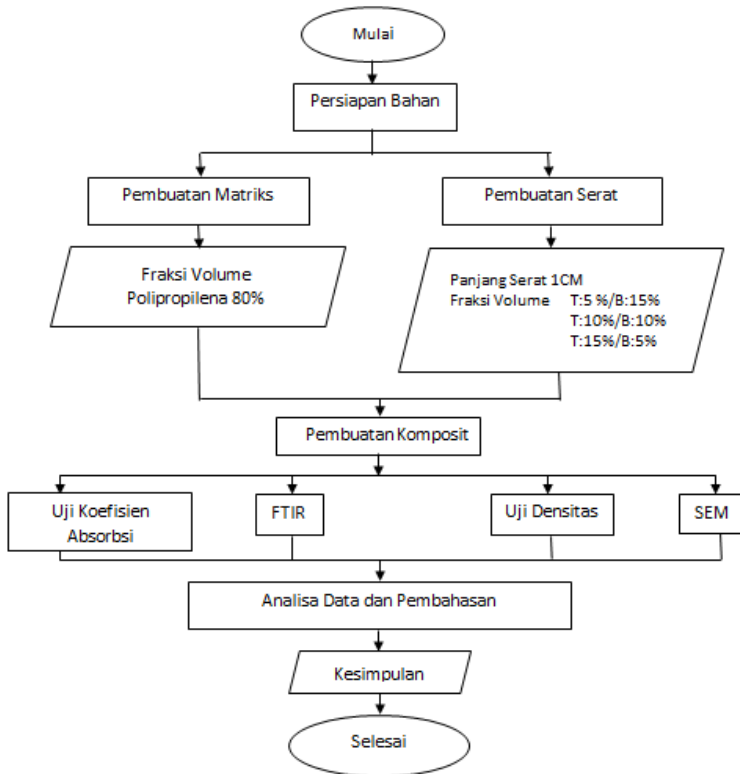 Mulai
Persiapan Bahan
Pembuatan Matriks
Pembuatan Serat
Fraksi Volume
Polipropilena 80%
Panjang Serat 1CM
Fraksi Volume T:5 %/B:15%
T:10%/B:10%
T:15%/B:5%
Pembuatan Komposit
Uji Koefisien
Absorbsi
FTIR
Uji Densitas
SEM
Analisa Data dan Pembahasan
Kesimpulan
Selesai